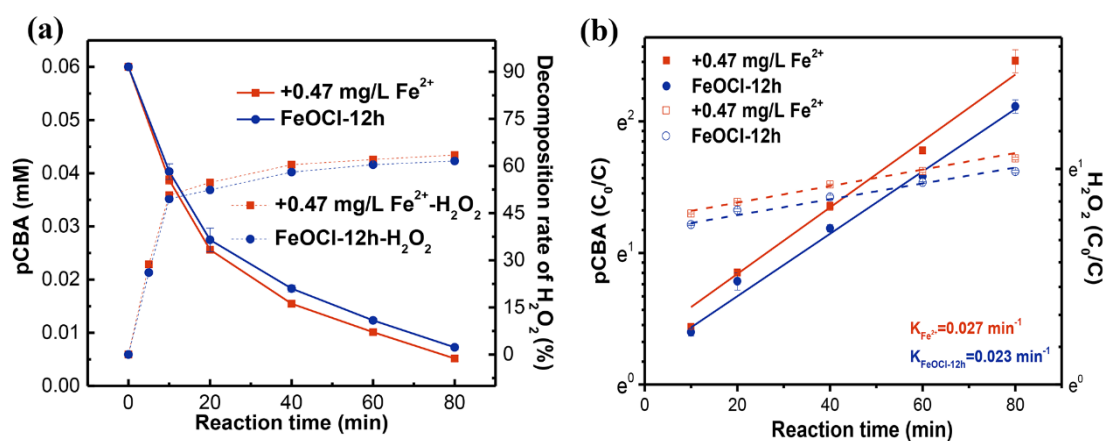 (a)
0.06
0.05
0.04
0.03
0.02
0.01
0.00
pCBA (mM)
0 20 40 60 80
Reaction time (min)
90
75
60
45
30
15
0
Decomposition rate of H₂O₂ (%)
+0.47 mg/L Fe²⁺
FeOCl-12h
+0.47 mg/L Fe²⁺-H₂O₂
FeOCl-12h-H₂O₂
(b)
e²
e¹
e⁰
pCBA (C₀/C)
0 20 40 60 80
Reaction time (min)
e¹
e⁰
H₂O₂ (C₀/C)
+0.47 mg/L Fe²⁺
FeOCl-12h
+0.47 mg/L Fe²⁺
FeOCl-12h
=0.027 min⁻¹
K_FeOCl-12h=0.023 min⁻¹